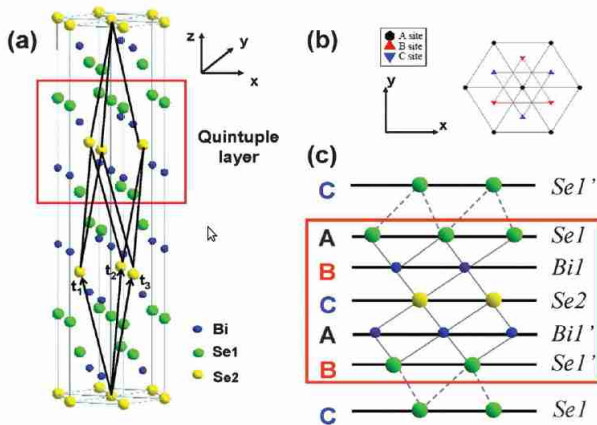 (a)
z
y
x
Quintuple
layer
t1
t2
t3
Bi
Se1
Se2
(b)
A site
B site
C site
y
x
(c)
C Se1'
A Se1
B Bi1
C Se2
A Bi1'
B Se1'
C Se1